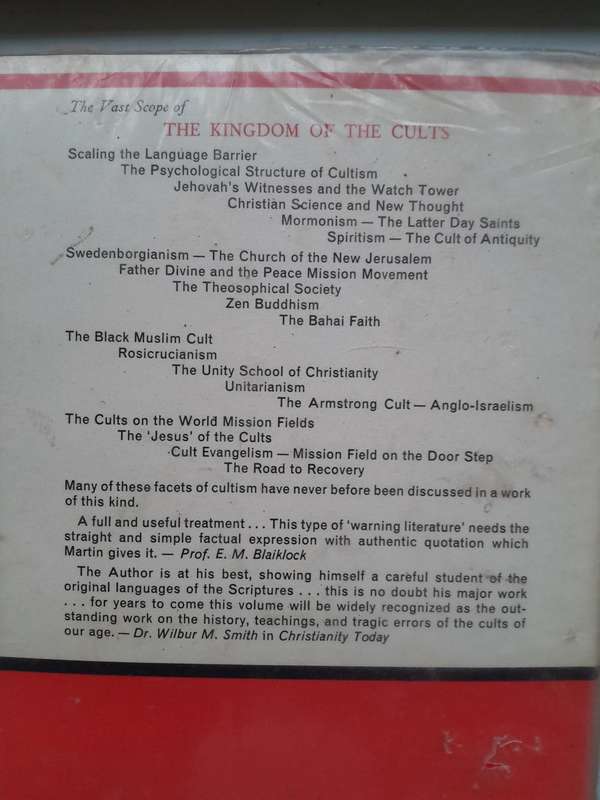 The Vast Scope of
THE KINGDOM OF THE CULTS
Scaling the Language Barrier
The Psychological Structure of Cultism
Jehovah's Witnesses and the Watch Tower
Christian Science and New Thought
Mormonism — The Latter Day Saints
Spiritism — The Cult of Antiquity
Swedenborgianism — The Church of the New Jerusalem
Father Divine and the Peace Mission Movement
The Theosophical Society
Zen Buddhism
The Bahai Faith
The Black Muslim Cult
Rosicrucianism
The Unity School of Christianity
Unitarianism
The Armstrong Cult — Anglo-Israelism
The Cults on the World Mission Fields
The 'Jesus' of the Cults
Cult Evangelism — Mission Field on the Door Step
The Road to Recovery
Many of these facets of cultism have never before been discussed in a work
of this kind.
A full and useful treatment . . . This type of 'warning literature' needs the
straight and simple factual expression with authentic quotation which
Martin gives it. — Prof. E. M. Blaiklock
The Author is at his best, showing himself a careful student of the
original languages of the Scriptures . . . this is no doubt his major work
. . . for years to come this volume will be widely recognized as the out-
standing work on the history, teachings, and tragic errors of the cults of
our age. — Dr. Wilbur M. Smith in Christianity Today